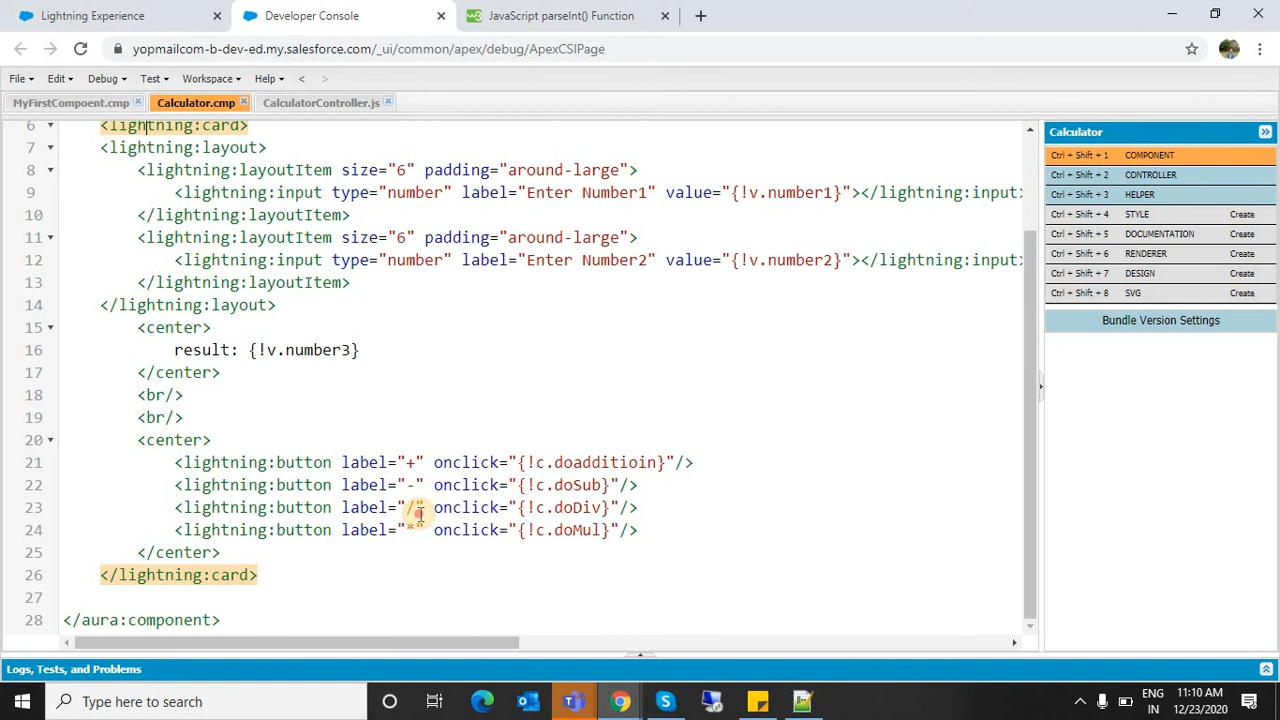 Lightning Experience
Developer Console
JavaScript parseInt() Function
yopmailcom-b-dev-ed.my.salesforce.com/_ui/common/apex/debug/ApexCSIPage
File Edit Debug Test Workspace Help < >
MyFirstCompoent.cmp Calculator.cmp CalculatorController.js
6 <lightning:card>
7 <lightning:layout>
8 <lightning:layoutItem size="6" padding="around-large">
9 <lightning:input type="number" label="Enter Number1" value="{!v.number1}"></lightning:input>
10 </lightning:layoutItem>
11 <lightning:layoutItem size="6" padding="around-large">
12 <lightning:input type="number" label="Enter Number2" value="{!v.number2}"></lightning:input>
13 </lightning:layoutItem>
14 </lightning:layout>
15 <center>
16 result: {!v.number3}
17 </center>
18 <br/>
19 <br/>
20 <center>
21 <lightning:button label="+" onclick="{!c.doadditioin}"/>
22 <lightning:button label="-" onclick="{!c.doSub}"/>
23 <lightning:button label="/" onclick="{!c.doDiv}"/>
24 <lightning:button label="*" onclick="{!c.doMul}"/>
25 </center>
26 </lightning:card>
27
28 </aura:component>
Calculator
Ctrl + Shift + 1 COMPONENT
Ctrl + Shift + 2 CONTROLLER
Ctrl + Shift + 3 HELPER
Ctrl + Shift + 4 STYLE Create
Ctrl + Shift + 5 DOCUMENTATION Create
Ctrl + Shift + 6 RENDERER Create
Ctrl + Shift + 7 DESIGN Create
Ctrl + Shift + 8 SVG Create
Bundle Version Settings
Logs, Tests, and Problems
Type here to search
ENG
IN
11:10 AM
12/23/2020